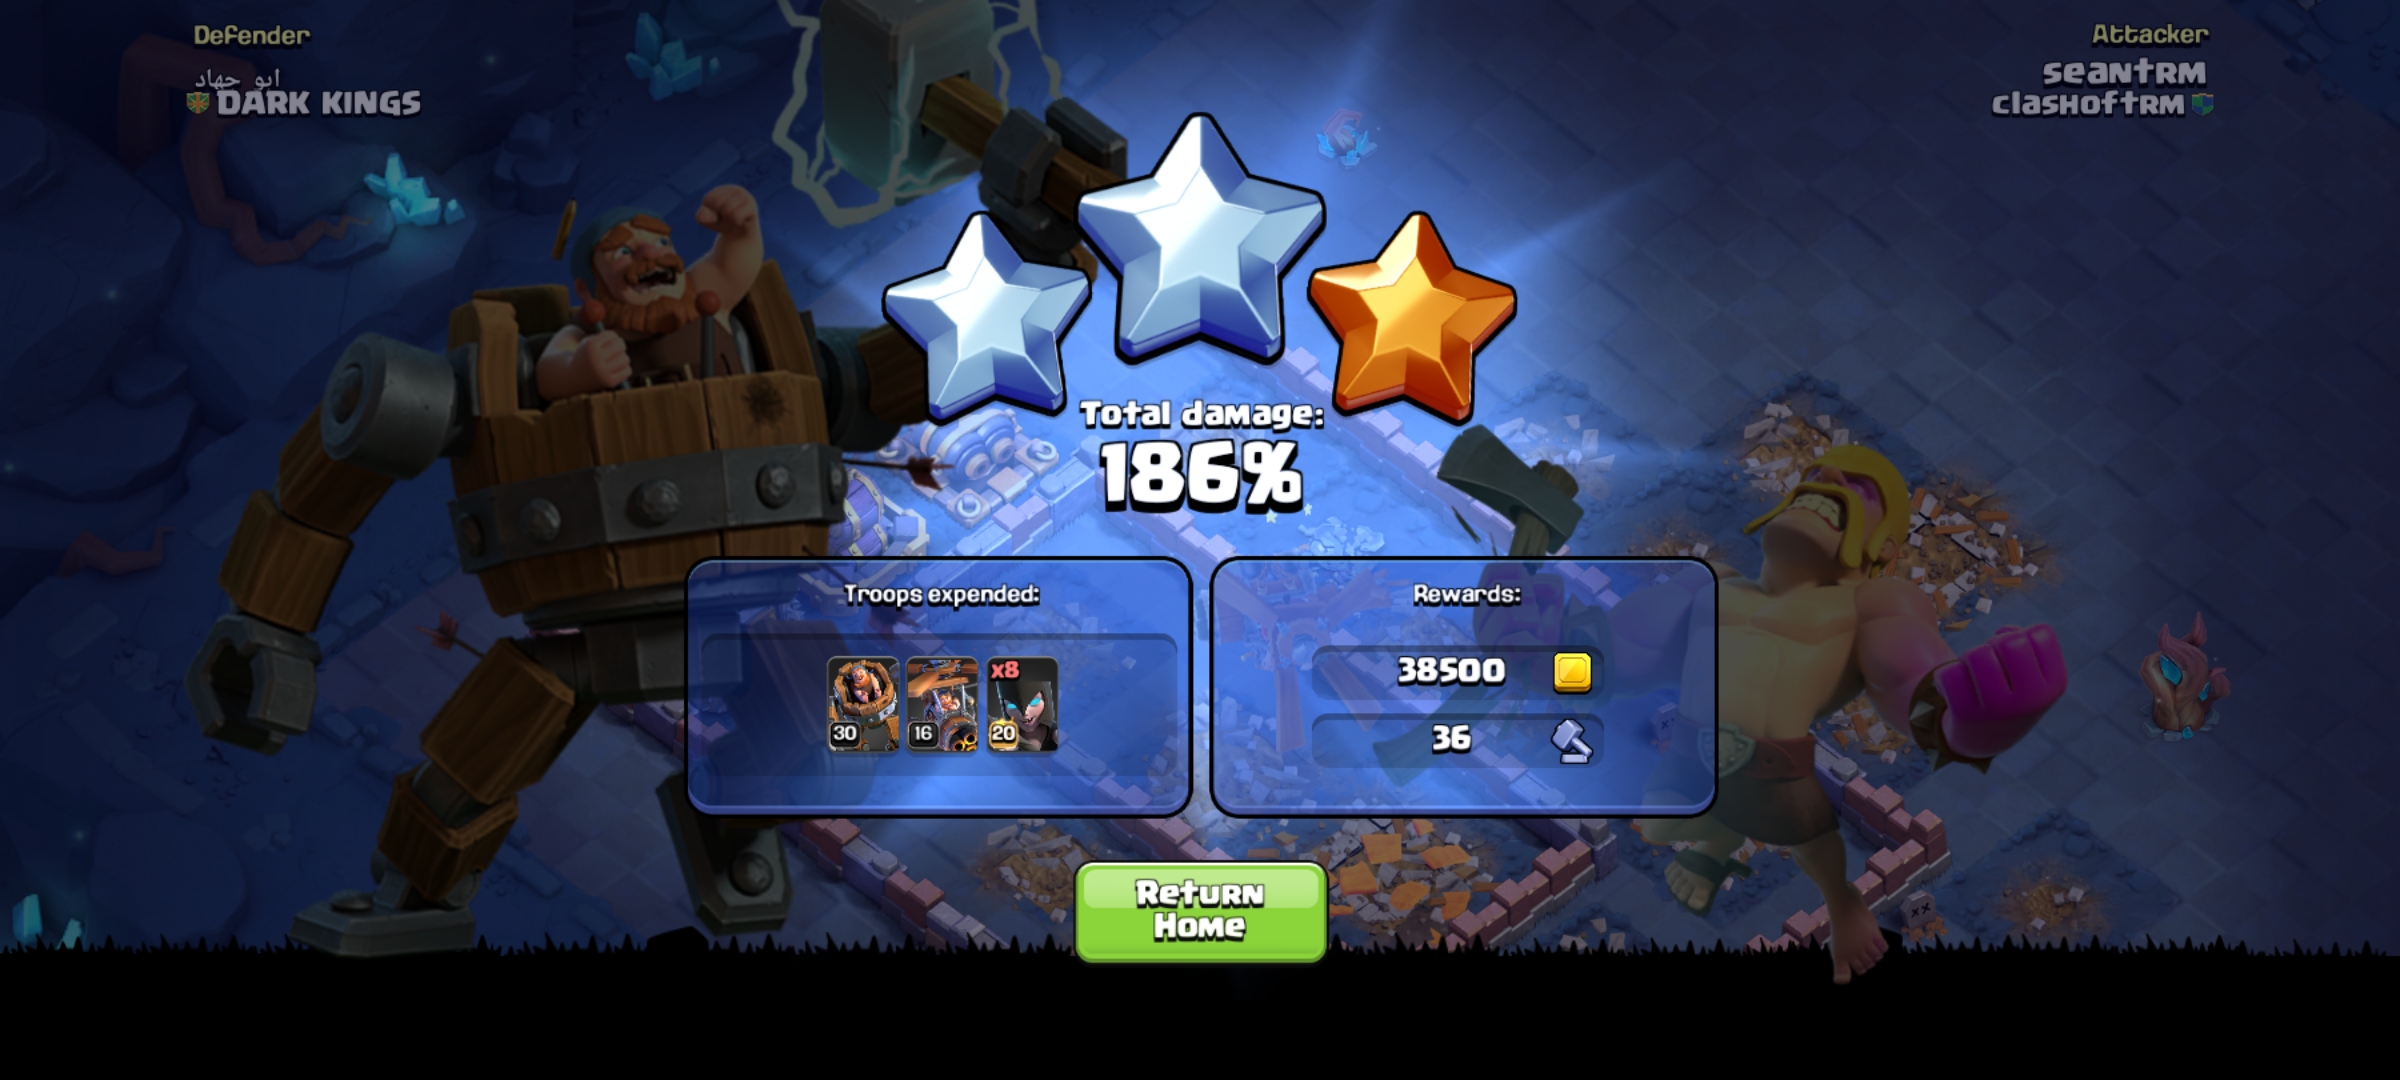 Defender
ابو جهاد
DARK KINGS
Attacker
seantRM
clashoftRM
Total damage:
186%
Troops expended:
30
16
x8
20
Rewards:
38500
36
Return
Home